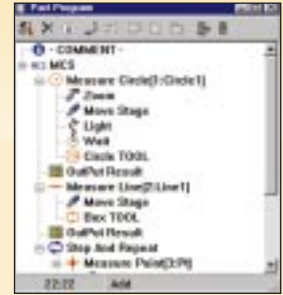 Part Program
- COMMENT -
MCS
Measure Circle[1:Circle1]
Zoom
Move Stage
Light
Wait
Circle TOOL
OutPut Result
Measure Line[2:Line1]
Move Stage
Box TOOL
OutPut Result
Step And Repeat
Measure Point[3:Pt]
22:22 Add